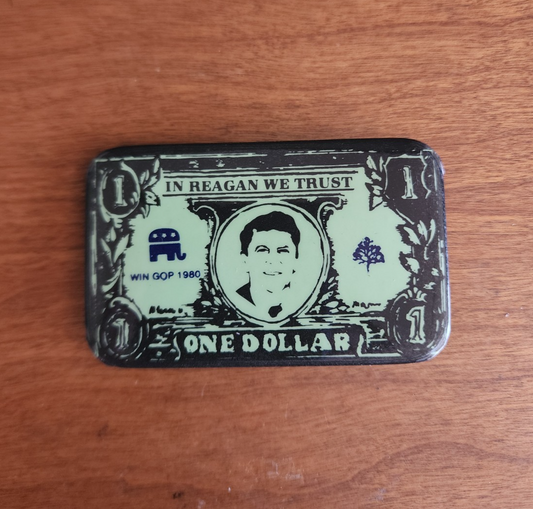 1 IN REAGAN WE TRUST 1
WIN GOP 1980
1 ONE DOLLAR 1